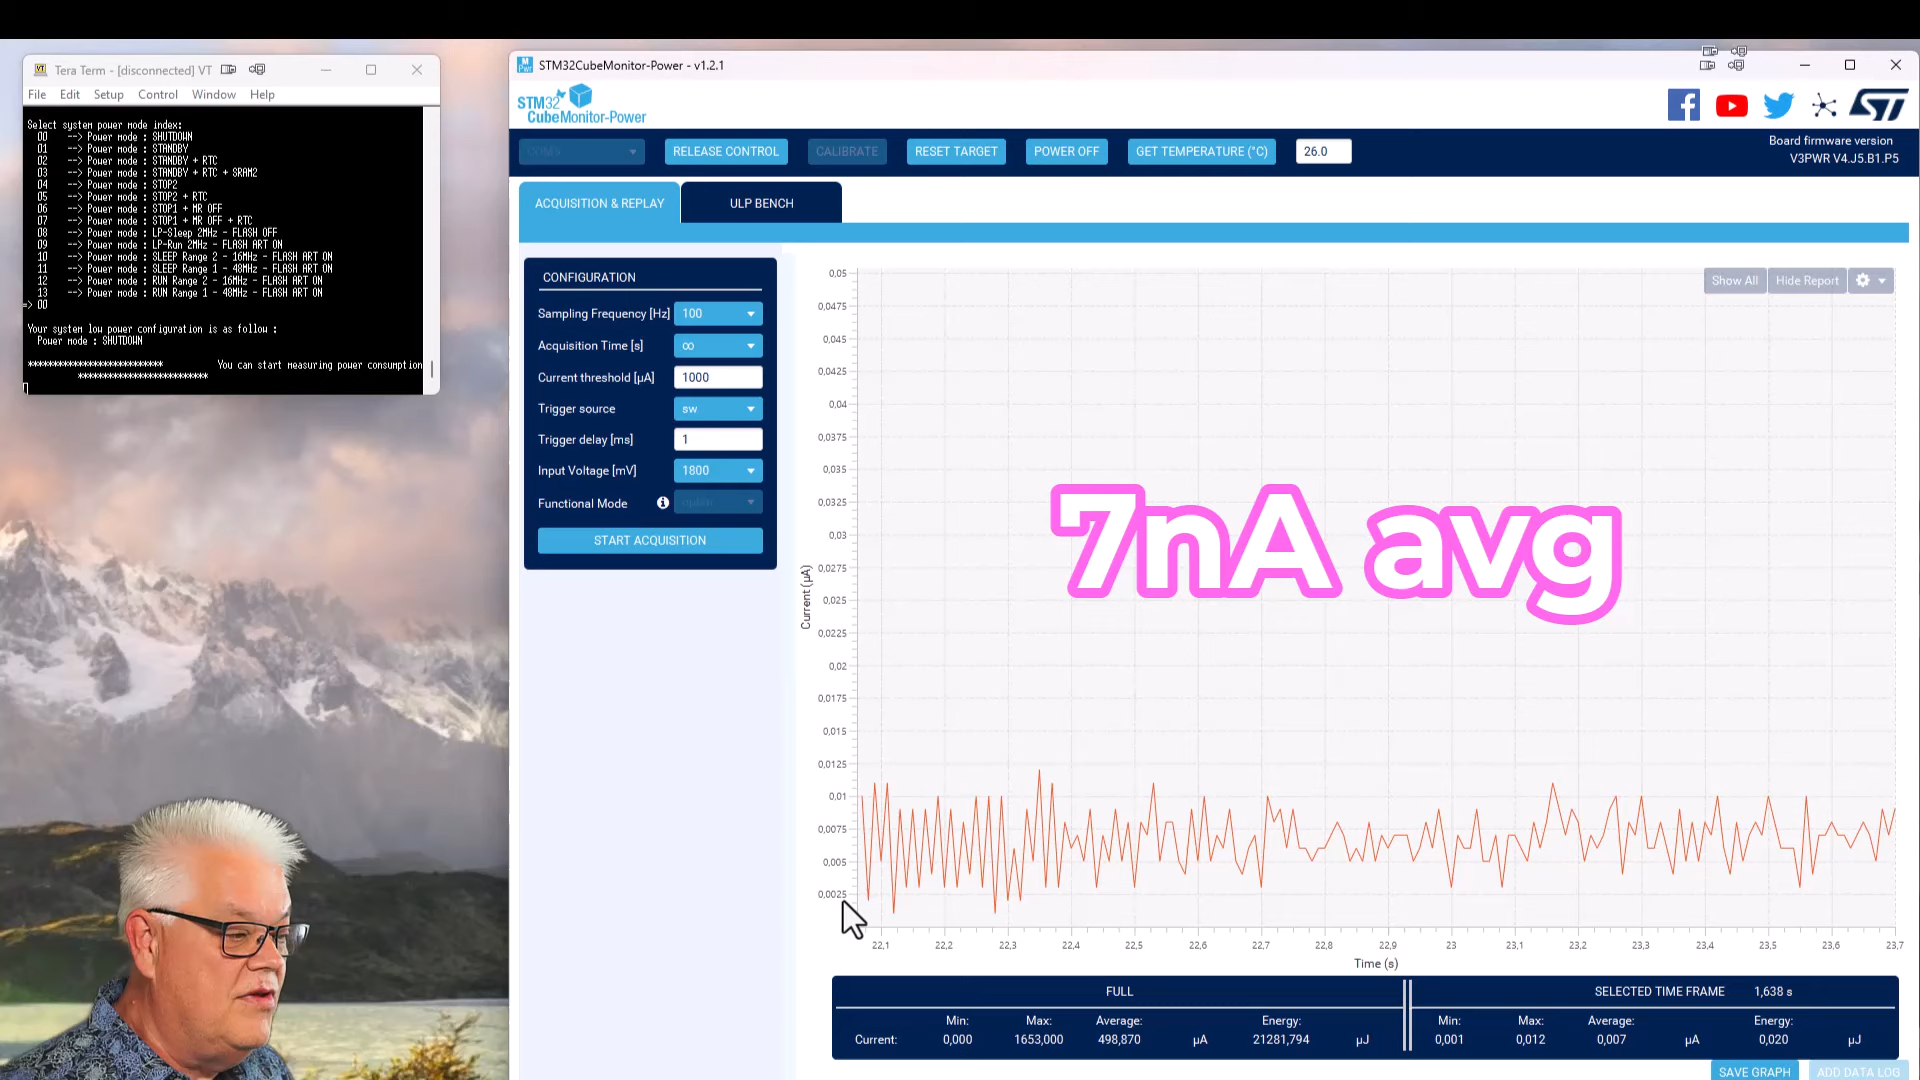 Tera Term - [disconnected] VT
File Edit Setup Control Window Help
Select system power mode index:
00 --> Power mode : SHUTDOWN
01 --> Power mode : STANDBY
02 --> Power mode : STANDBY + RTC
03 --> Power mode : STANDBY + RTC + SRAM2
04 --> Power mode : STOP2
05 --> Power mode : STOP2 + RTC
06 --> Power mode : STOP1 + MR OFF
07 --> Power mode : STOP1 + MR OFF + RTC
08 --> Power mode : LP-Sleep 2MHz - FLASH OFF
09 --> Power mode : LP-Run 2MHz - FLASH ART ON
10 --> Power mode : SLEEP Range 2 - 16MHz - FLASH ART ON
11 --> Power mode : SLEEP Range 1 - 48MHz - FLASH ART ON
12 --> Power mode : RUN Range 2 - 16MHz - FLASH ART ON
13 --> Power mode : RUN Range 1 - 48MHz - FLASH ART ON
=> 00
Your system low power configuration is as follow :
Power mode : SHUTDOWN
*************************** You can start measuring power consumption
**************************
STM32CubeMonitor-Power - v1.2.1
STM32
CubeMonitor-Power
RELEASE CONTROL CALIBRATE RESET TARGET POWER OFF GET TEMPERATURE (°C) 26.0
Board firmware version
V3PWR V4.J5.B1.P5
ACQUISITION & REPLAY ULP BENCH
CONFIGURATION
Sampling Frequency [Hz] 100
Acquisition Time [s] ∞
Current threshold [µA] 1000
Trigger source sw
Trigger delay [ms] 1
Input Voltage [mV] 1800
Functional Mode
START ACQUISITION
Show All Hide Report
0,05
0,0475
0,045
0,0425
0,04
0,0375
0,035
0,0325
0,03
0,0275
0,025
0,0225
0,02
0,0175
0,015
0,0125
0,01
0,0075
0,005
0,0025
Current (µA)
7nA avg
22,1 22,2 22,3 22,4 22,5 22,6 22,7 22,8 22,9 23 23,1 23,2 23,3 23,4 23,5 23,6 23,7
Time (s)
FULL
Min: Max: Average: Energy:
Current: 0,000 1653,000 498,870 µA 21281,794 µJ
SELECTED TIME FRAME 1,638 s
Min: Max: Average: Energy:
0,001 0,012 0,007 µA 0,020 µJ
SAVE GRAPH ADD DATA LOG